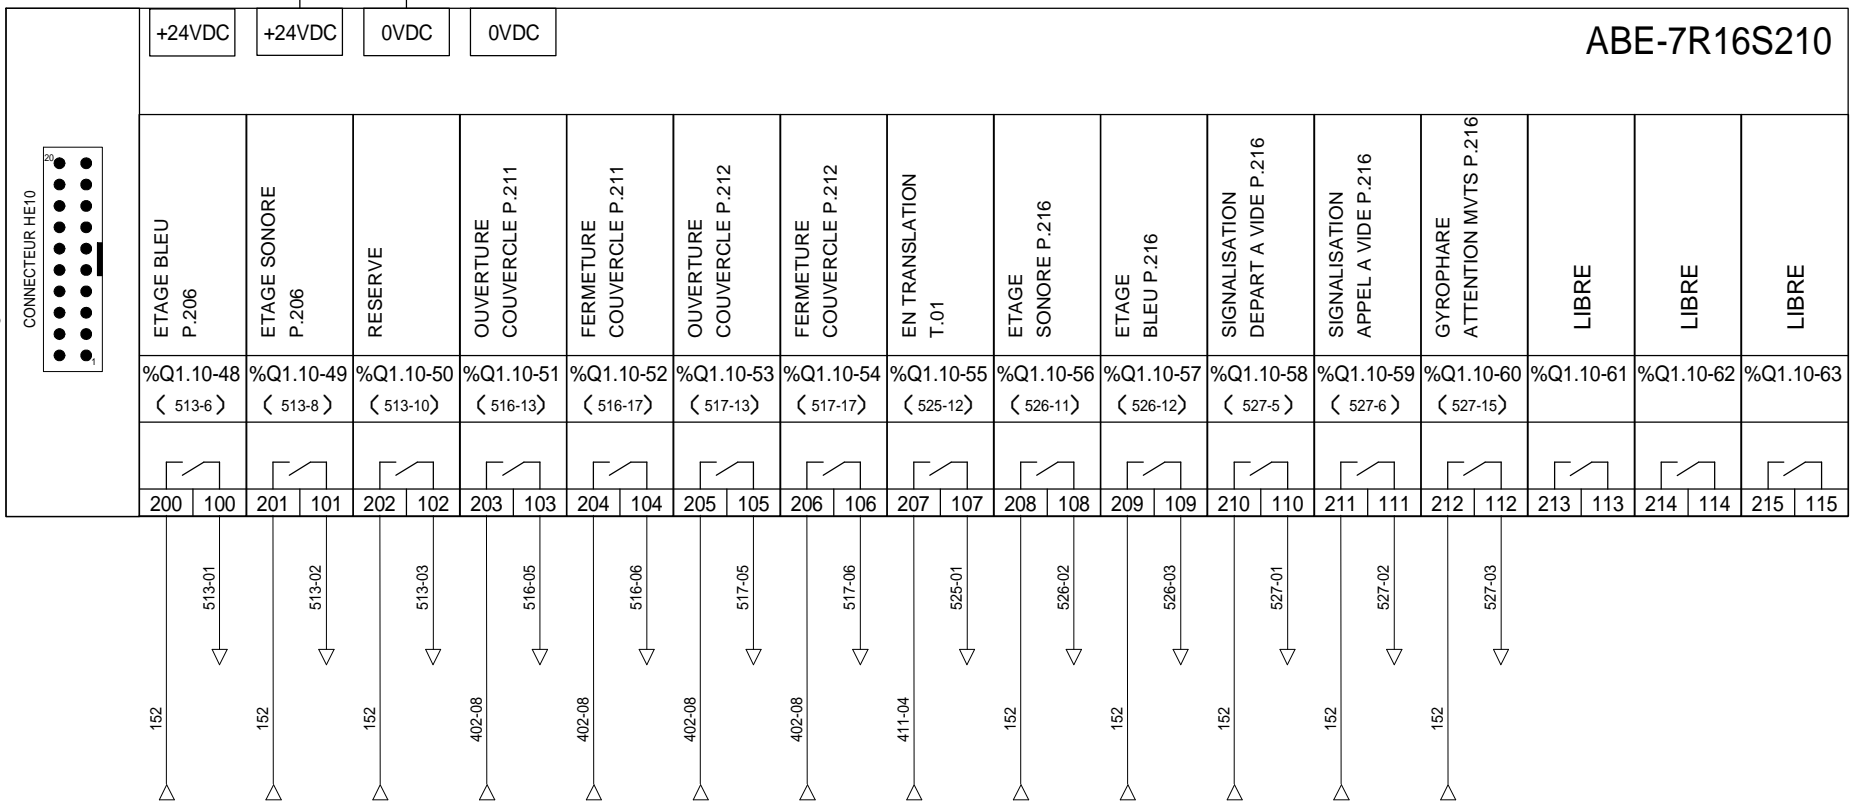 +24VDC +24VDC 0VDC 0VDC
ABE-7R16S210
CONNECTEUR HE10
20
1
ETAGE BLEU
P.206
ETAGE SONORE
P.206
RESERVE
OUVERTURE
COUVERCLE P.211
FERMETURE
COUVERCLE P.211
OUVERTURE
COUVERCLE P.212
FERMETURE
COUVERCLE P.212
EN TRANSLATION
T.01
ETAGE
SONORE P.216
ETAGE
BLEU P.216
SIGNALISATION
DEPART A VIDE P.216
SIGNALISATION
APPEL A VIDE P.216
GYROPHARE
ATTENTION MVTS P.216
LIBRE
LIBRE
LIBRE
%Q1.10-48 %Q1.10-49 %Q1.10-50 %Q1.10-51 %Q1.10-52 %Q1.10-53 %Q1.10-54 %Q1.10-55 %Q1.10-56 %Q1.10-57 %Q1.10-58 %Q1.10-59 %Q1.10-60 %Q1.10-61 %Q1.10-62 %Q1.10-63
(513-6) (513-8) (513-10) (516-13) (516-17) (517-13) (517-17) (525-12) (526-11) (526-12) (527-5) (527-6) (527-15)
200 100 201 101 202 102 203 103 204 104 205 105 206 106 207 107 208 108 209 109 210 110 211 111 212 112 213 113 214 114 215 115
513-01 513-02 513-03 516-05 516-06 517-05 517-06 525-01 526-02 526-03 527-01 527-02 527-03
152 152 152 402-08 402-08 402-08 402-08 411-04 152 152 152 152 152